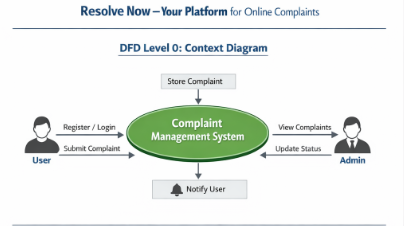 Resolve Now – Your Platform for Online Complaints
DFD Level 0: Context Diagram
Store Complaint
Complaint
Management System
Register / Login
Submit Complaint
User
View Complaints
Update Status
Admin
Notify User